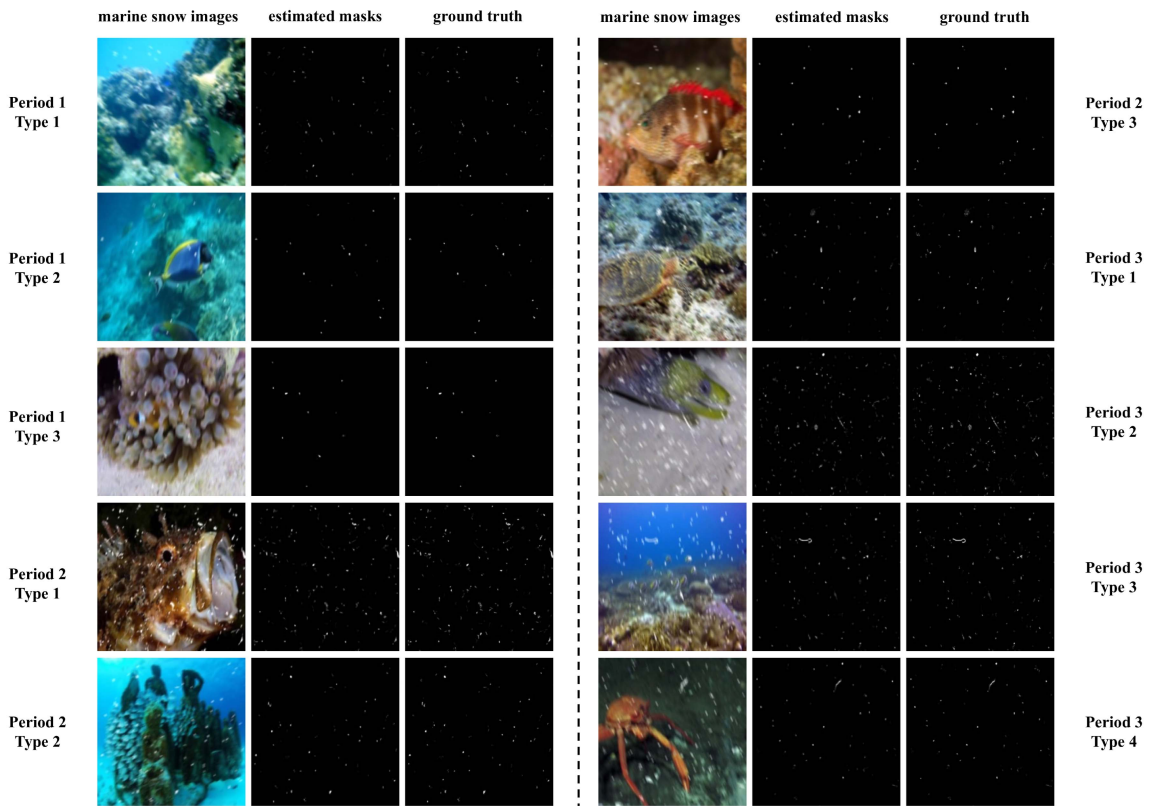 marine snow images estimated masks ground truth
Period 1
Type 1
Period 1
Type 2
Period 1
Type 3
Period 2
Type 1
Period 2
Type 2
marine snow images estimated masks ground truth
Period 2
Type 3
Period 3
Type 1
Period 3
Type 2
Period 3
Type 3
Period 3
Type 4